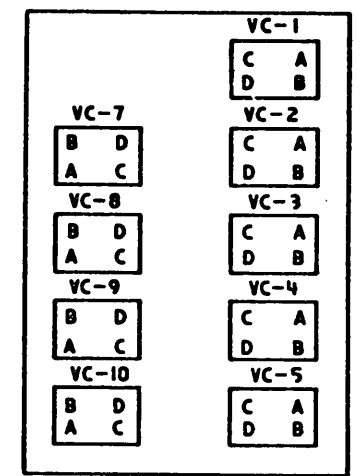 VC-1
C A
D B
VC-7 VC-2
B D C A
A C D B
VC-8 VC-3
B D C A
A C D B
VC-9 VC-4
B D C A
A C D B
VC-10 VC-5
B D C A
A C D B